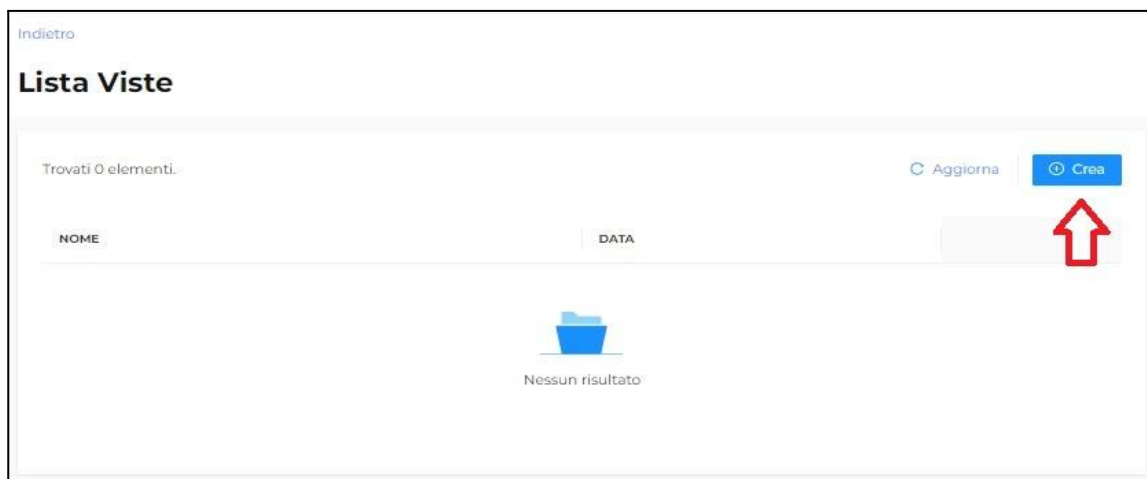 Indietro
Lista Viste
Trovati 0 elementi.
Aggiorna
Crea
NOME DATA
Nessun risultato